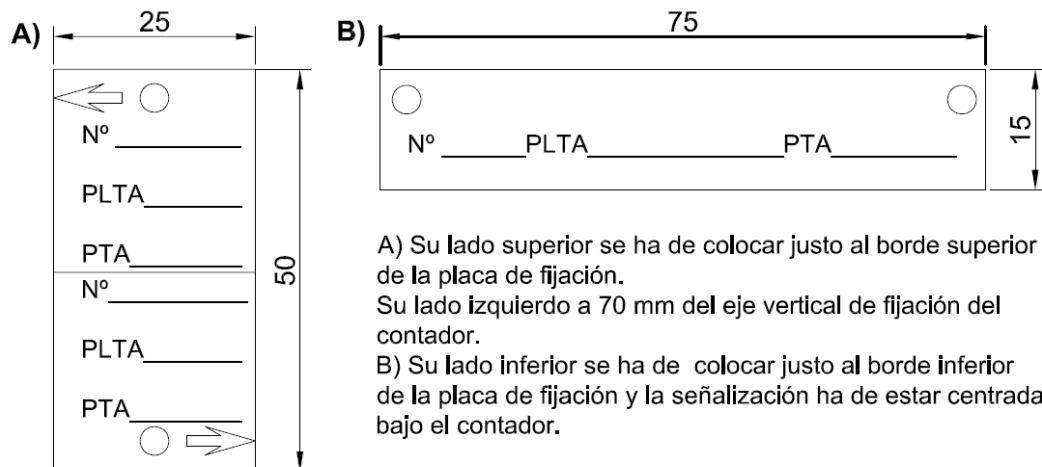 A)
25
Nº
PLTA
PTA
Nº
PLTA
PTA
50
B)
75
Nº PLTA PTA
15
A) Su lado superior se ha de colocar justo al borde superior
de la placa de fijación.
Su lado izquierdo a 70 mm del eje vertical de fijación del
contador.
B) Su lado inferior se ha de colocar justo al borde inferior
de la placa de fijación y la señalización ha de estar centrada
bajo el contador.